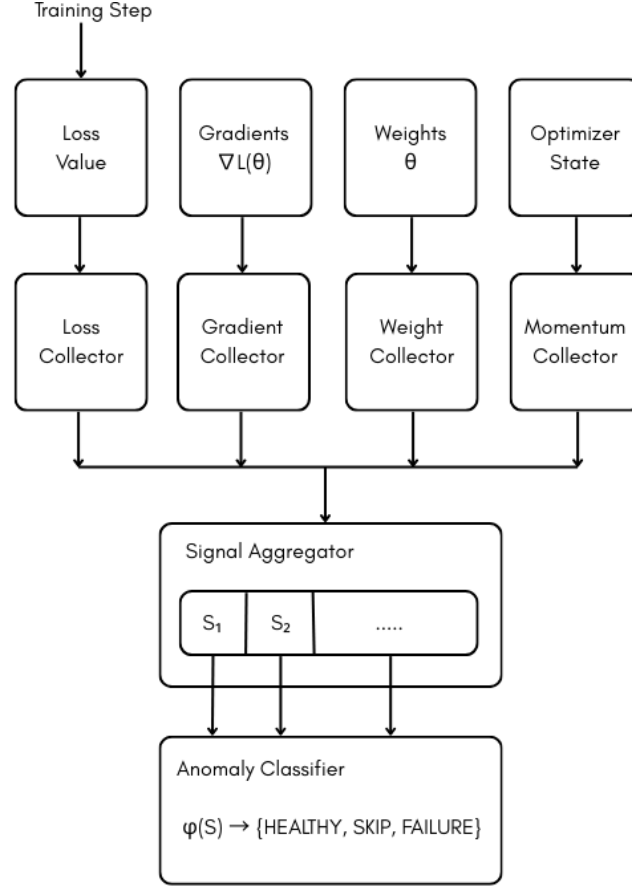 Training Step
Loss
Value
Gradients
∇L(θ)
Weights
θ
Optimizer
State
Loss
Collector
Gradient
Collector
Weight
Collector
Momentum
Collector
Signal Aggregator
S₁
S₂
.....
Anomaly Classifier
φ(S) → {HEALTHY, SKIP, FAILURE}